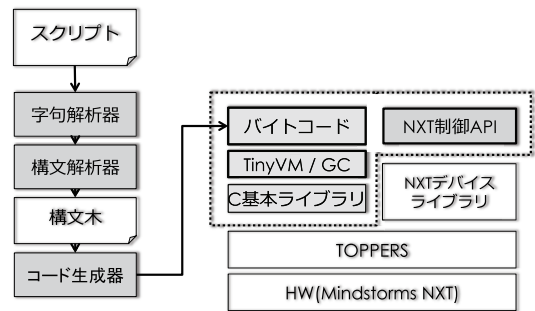 スクリプト
字句解析器
構文解析器
構文木
コード生成器
バイトコード
NXT制御API
TinyVM / GC
C基本ライブラリ
NXTデバイス
ライブラリ
TOPPERS
HW(Mindstorms NXT)